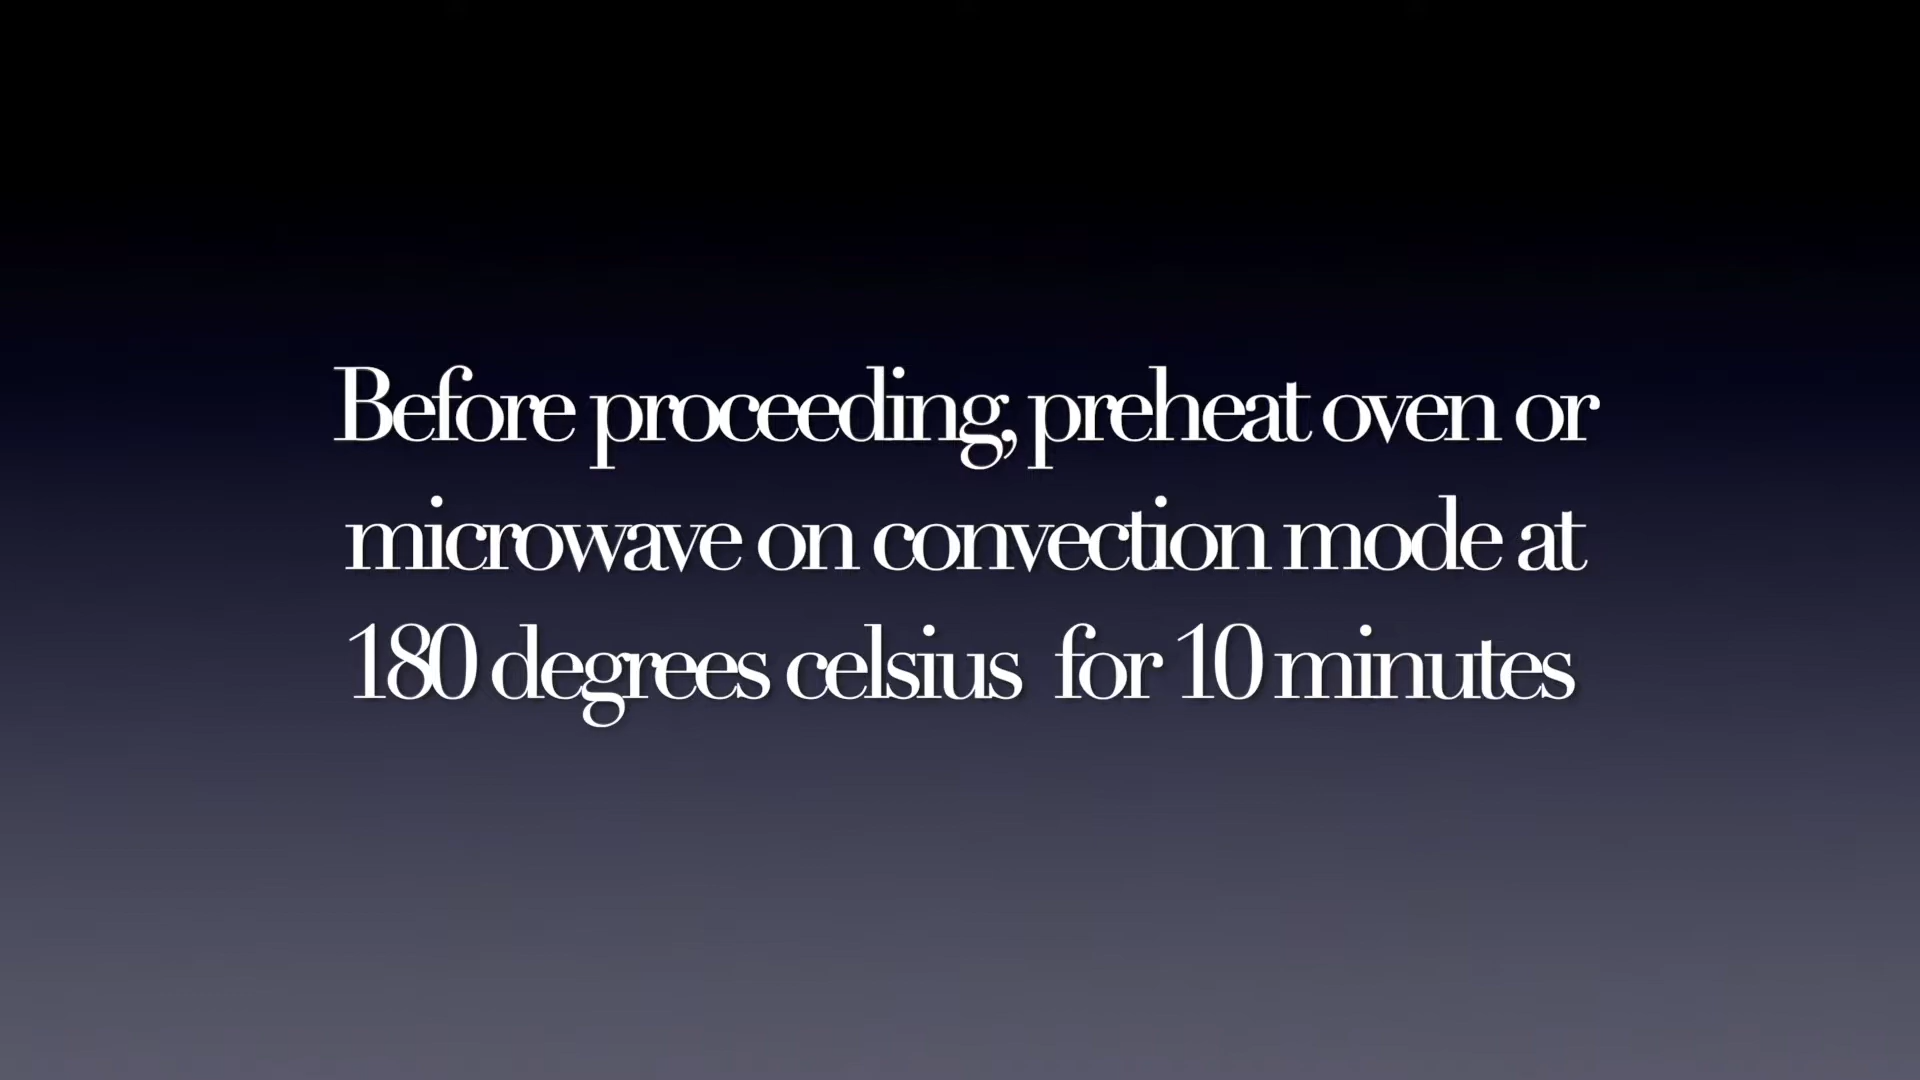 Before proceeding, preheat oven or
microwave on convection mode at
180 degrees celsius  for 10 minutes